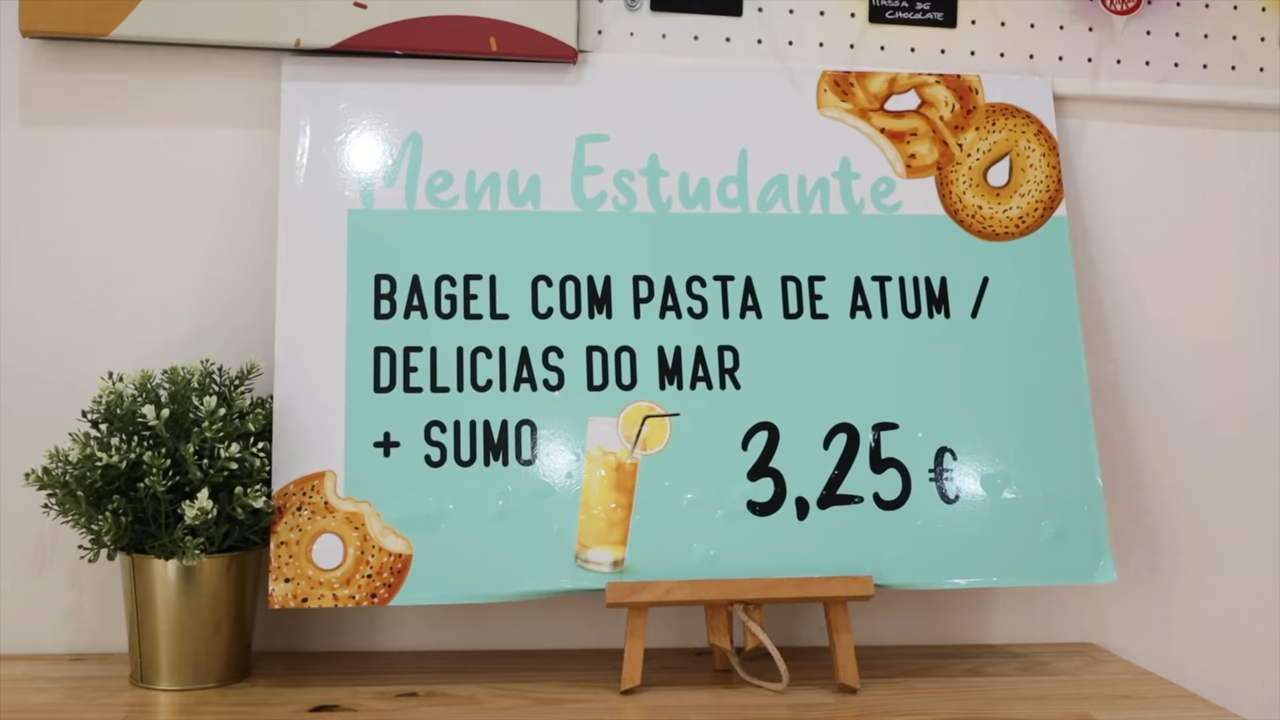 MASSA DE
CHOCOLATE
Menu Estudante
BAGEL COM PASTA DE ATUM /
DELICIAS DO MAR
+ SUMO
3,25 €